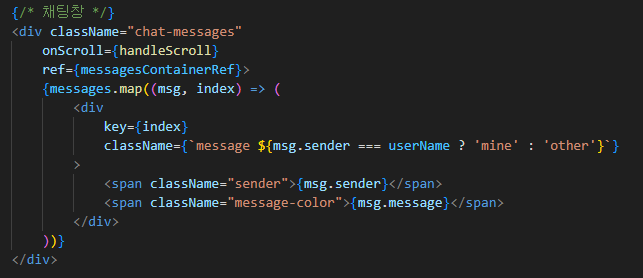 {/* 채팅창 */}
<div className="chat-messages"
    onScroll={handleScroll}
    ref={messagesContainerRef}>
    {messages.map((msg, index) => (
        <div
            key={index}
            className={`message ${msg.sender === userName ? 'mine' : 'other'}`}
        >
            <span className="sender">{msg.sender}</span>
            <span className="message-color">{msg.message}</span>
        </div>
    ))}
</div>